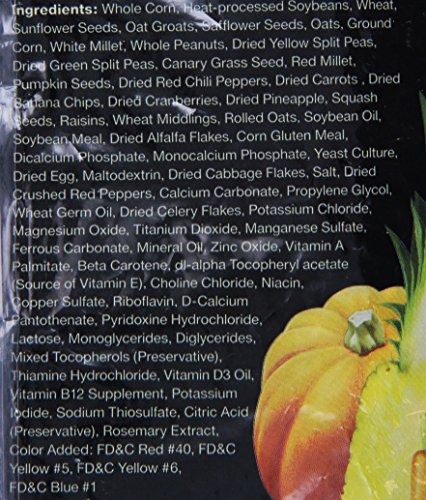 Ingredients: Whole Corn, Heat-processed Soybeans, Wheat,
Sunflower Seeds, Oat Groats, Safflower Seeds, Oats, Ground
Corn, White Millet, Whole Peanuts, Dried Yellow Split Peas,
Dried Green Split Peas, Canary Grass Seed, Red Millet,
Pumpkin Seeds, Dried Red Chili Peppers, Dried Carrots , Dried
Banana Chips, Dried Cranberries, Dried Pineapple, Squash
Seeds, Raisins, Wheat Middlings, Rolled Oats, Soybean Oil,
Soybean Meal, Dried Alfalfa Flakes, Corn Gluten Meal,
Dicalcium Phosphate, Monocalcium Phosphate, Yeast Culture,
Dried Egg, Maltodextrin, Dried Cabbage Flakes, Salt, Dried
Crushed Red Peppers, Calcium Carbonate, Propylene Glycol,
Wheat Germ Oil, Dried Celery Flakes, Potassium Chloride,
Magnesium Oxide, Titanium Dioxide, Manganese Sulfate,
Ferrous Carbonate, Mineral Oil, Zinc Oxide, Vitamin A
Palmitate, Beta Carotene, dl-alpha Tocopheryl acetate
(Source of Vitamin E), Choline Chloride, Niacin,
Copper Sulfate, Riboflavin, D-Calcium
Pantothenate, Pyridoxine Hydrochloride,
Lactose, Monoglycerides, Diglycerides,
Mixed Tocopherols (Preservative),
Thiamine Hydrochloride, Vitamin D3 Oil,
Vitamin B12 Supplement, Potassium
Iodide, Sodium Thiosulfate, Citric Acid
(Preservative), Rosemary Extract,
Color Added: FD&C Red #40, FD&C
Yellow #5, FD&C Yellow #6,
FD&C Blue #1